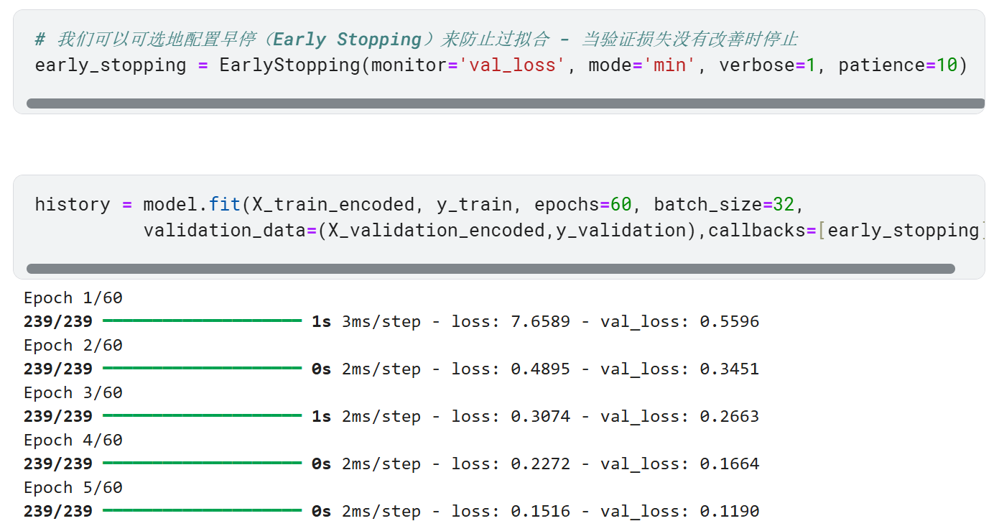 # 我们可以可选地配置早停（Early Stopping）来防止过拟合 - 当验证损失没有改善时停止
early_stopping = EarlyStopping(monitor='val_loss', mode='min', verbose=1, patience=10)
history = model.fit(X_train_encoded, y_train, epochs=60, batch_size=32,
validation_data=(X_validation_encoded,y_validation),callbacks=[early_stopping]
Epoch 1/60
239/239 ━━━━━━━━━━━━━━━━━━━━ 1s 3ms/step - loss: 7.6589 - val_loss: 0.5596
Epoch 2/60
239/239 ━━━━━━━━━━━━━━━━━━━━ 0s 2ms/step - loss: 0.4895 - val_loss: 0.3451
Epoch 3/60
239/239 ━━━━━━━━━━━━━━━━━━━━ 1s 2ms/step - loss: 0.3074 - val_loss: 0.2663
Epoch 4/60
239/239 ━━━━━━━━━━━━━━━━━━━━ 0s 2ms/step - loss: 0.2272 - val_loss: 0.1664
Epoch 5/60
239/239 ━━━━━━━━━━━━━━━━━━━━ 0s 2ms/step - loss: 0.1516 - val_loss: 0.1190